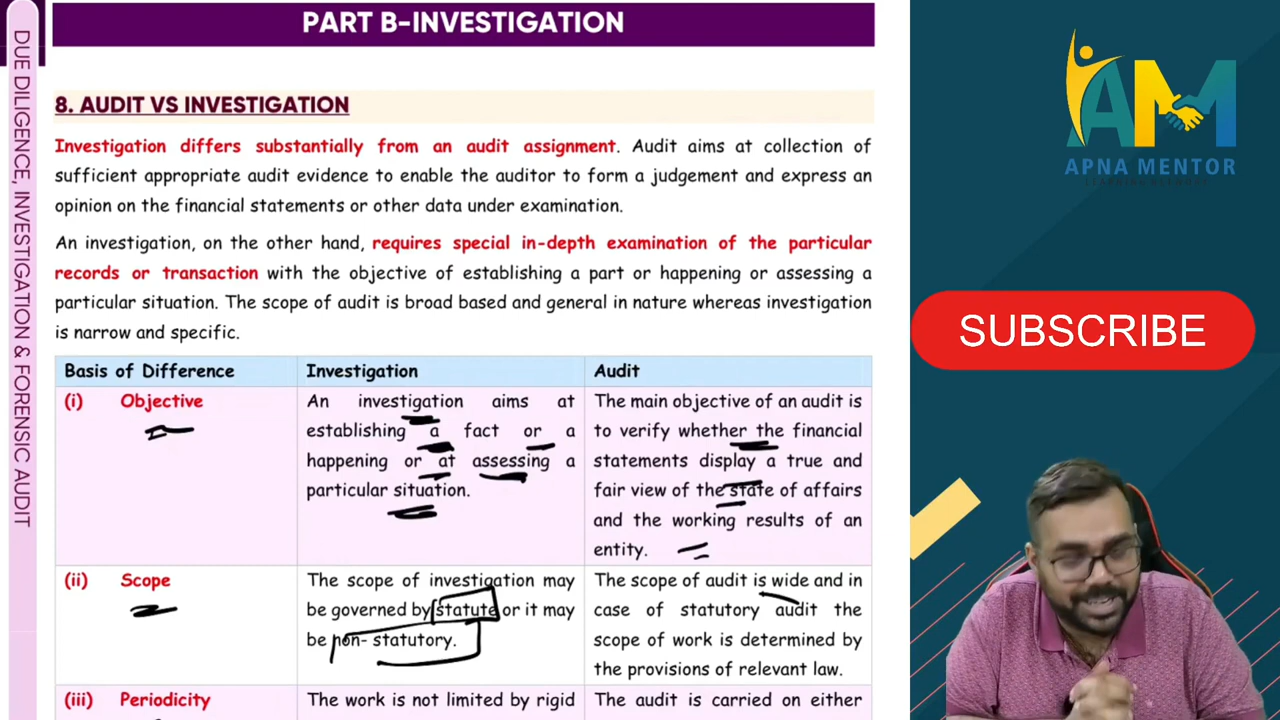 PART B-INVESTIGATION
DUE DILIGENCE, INVESTIGATION & FORENSIC AUDIT
8. AUDIT VS INVESTIGATION
Investigation differs substantially from an audit assignment. Audit aims at collection of
sufficient appropriate audit evidence to enable the auditor to form a judgement and express an
opinion on the financial statements or other data under examination.
An investigation, on the other hand, requires special in-depth examination of the particular
records or transaction with the objective of establishing a part or happening or assessing a
particular situation. The scope of audit is broad based and general in nature whereas investigation
is narrow and specific.
Basis of Difference
Investigation
Audit
(i) Objective
An investigation aims at
establishing a fact or a
happening or at assessing a
particular situation.
The main objective of an audit is
to verify whether the financial
statements display a true and
fair view of the state of affairs
and the working results of an
entity.
(ii) Scope
The scope of investigation may
be governed by statute or it may
be non- statutory.
The scope of audit is wide and in
case of statutory audit the
scope of work is determined by
the provisions of relevant law.
(iii) Periodicity
The work is not limited by rigid
The audit is carried on either
AM
APNA MENTOR
SUBSCRIBE